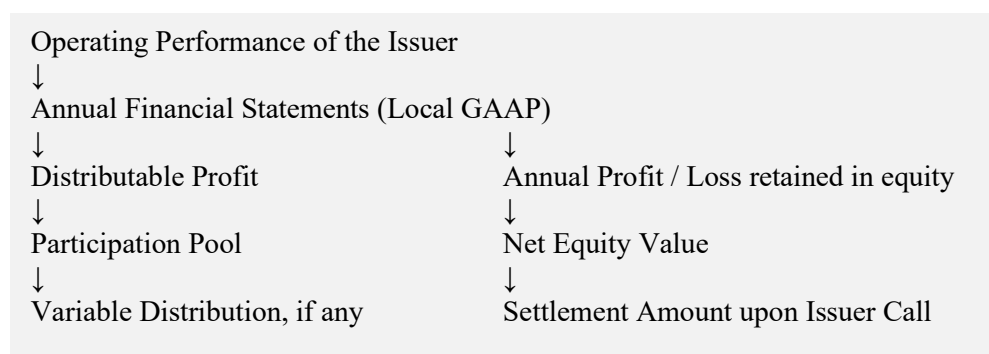 Operating Performance of the Issuer
↓
Annual Financial Statements (Local GAAP)
↓ ↓
Distributable Profit Annual Profit / Loss retained in equity
↓ ↓
Participation Pool Net Equity Value
↓ ↓
Variable Distribution, if any Settlement Amount upon Issuer Call